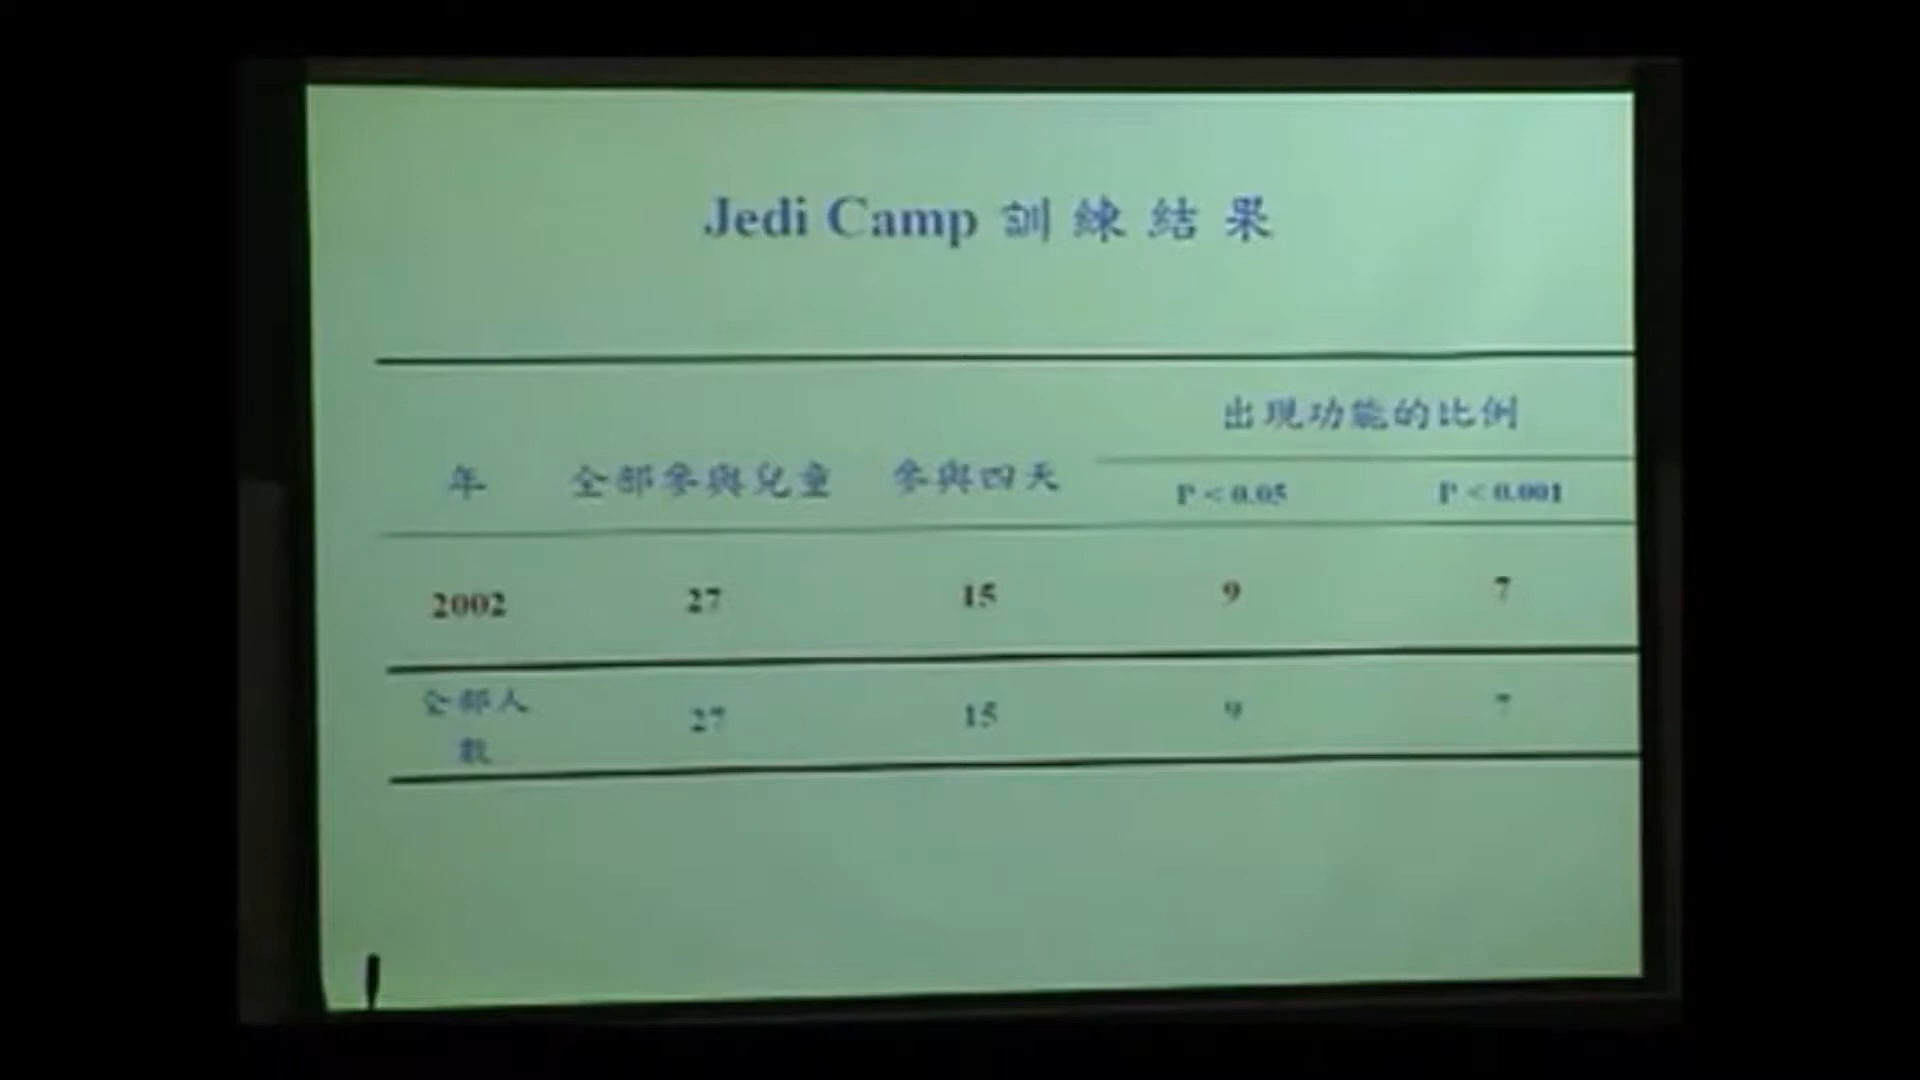 Jedi Camp 訓練結果
出現功能的比例
年 全部參與兒童 參與四天
P < 0.05 P < 0.001
2002 27 15 9 7
全部人 27 15 9 7
數